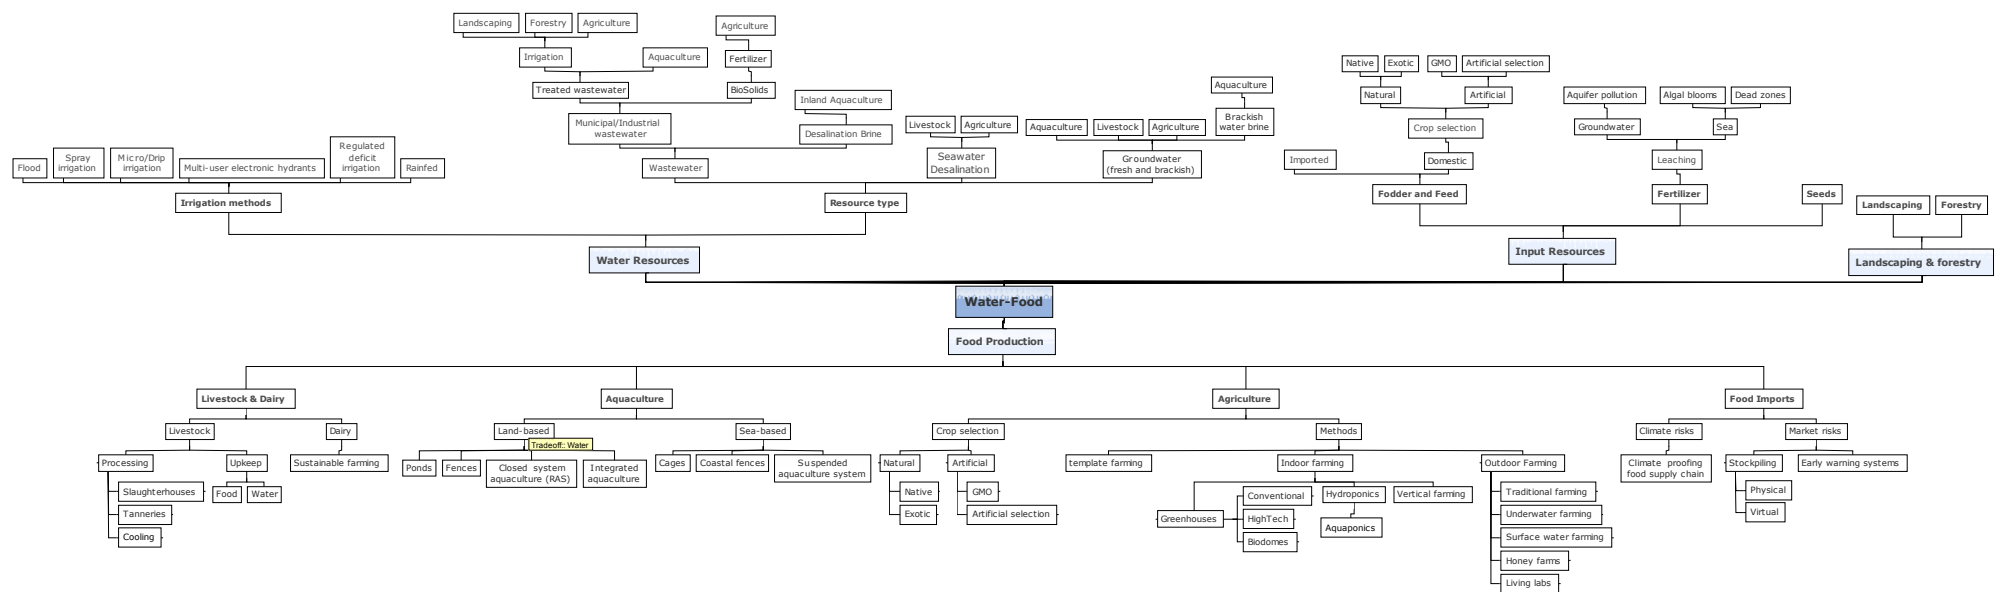 Landscaping
Forestry
Agriculture
Agriculture
Irrigation
Aquaculture
Fertilizer
Native
Exotic
GMO
Artificial selection
Treated wastewater
BioSolids
Aquaculture
Natural
Artificial
Aquifer pollution
Algal blooms
Dead zones
Inland Aquaculture
Municipal/Industrial
wastewater
Desalination Brine
Livestock
Agriculture
Aquaculture
Livestock
Agriculture
Brackish
water brine
Crop selection
Groundwater
Sea
Flood
Spray
irrigation
Micro/Drip
irrigation
Multi-user electronic hydrants
Regulated
deficit
irrigation
Rainfed
Wastewater
Seawater
Desalination
Groundwater
(fresh and brackish)
Imported
Domestic
Leaching
Irrigation methods
Resource type
Fodder and Feed
Fertilizer
Seeds
Landscaping
Forestry
Water Resources
Input Resources
Landscaping & forestry
Water-Food
Food Production
Livestock & Dairy
Aquaculture
Agriculture
Food Imports
Livestock
Dairy
Land-based
Tradeoff:: Water
Sea-based
Crop selection
Methods
Climate risks
Market risks
Processing
Upkeep
Sustainable farming
Ponds
Fences
Closed system
aquaculture (RAS)
Integrated
aquaculture
Cages
Coastal fences
Suspended
aquaculture system
Natural
Artificial
template farming
Indoor farming
Outdoor Farming
Climate proofing
food supply chain
Stockpiling
Early warning systems
Slaughterhouses
Food
Water
Native
GMO
Conventional
Hydroponics
Vertical farming
Traditional farming
Physical
Tanneries
Exotic
Artificial selection
Greenhouses
HighTech
Aquaponics
Underwater farming
Virtual
Cooling
Biodomes
Surface water farming
Honey farms
Living labs